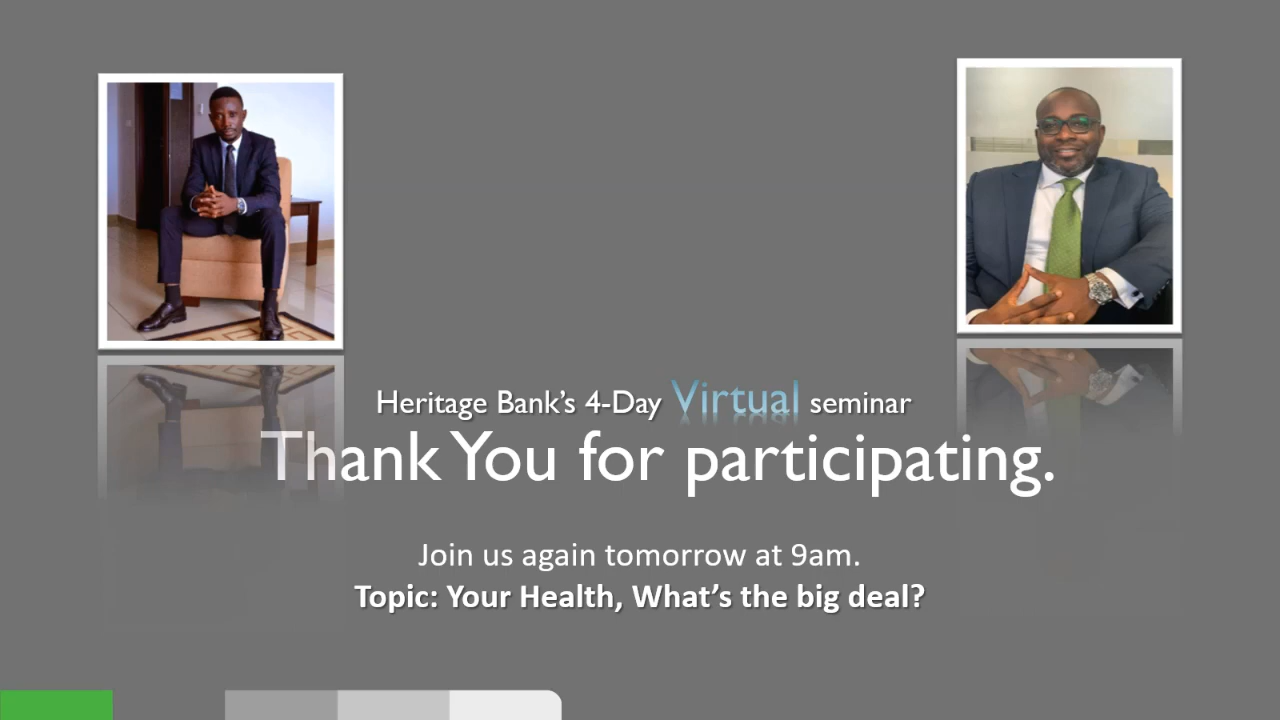 Heritage Bank’s 4-Day Virtual seminar
Thank You for participating.
Join us again tomorrow at 9am.
Topic: Your Health, What’s the big deal?